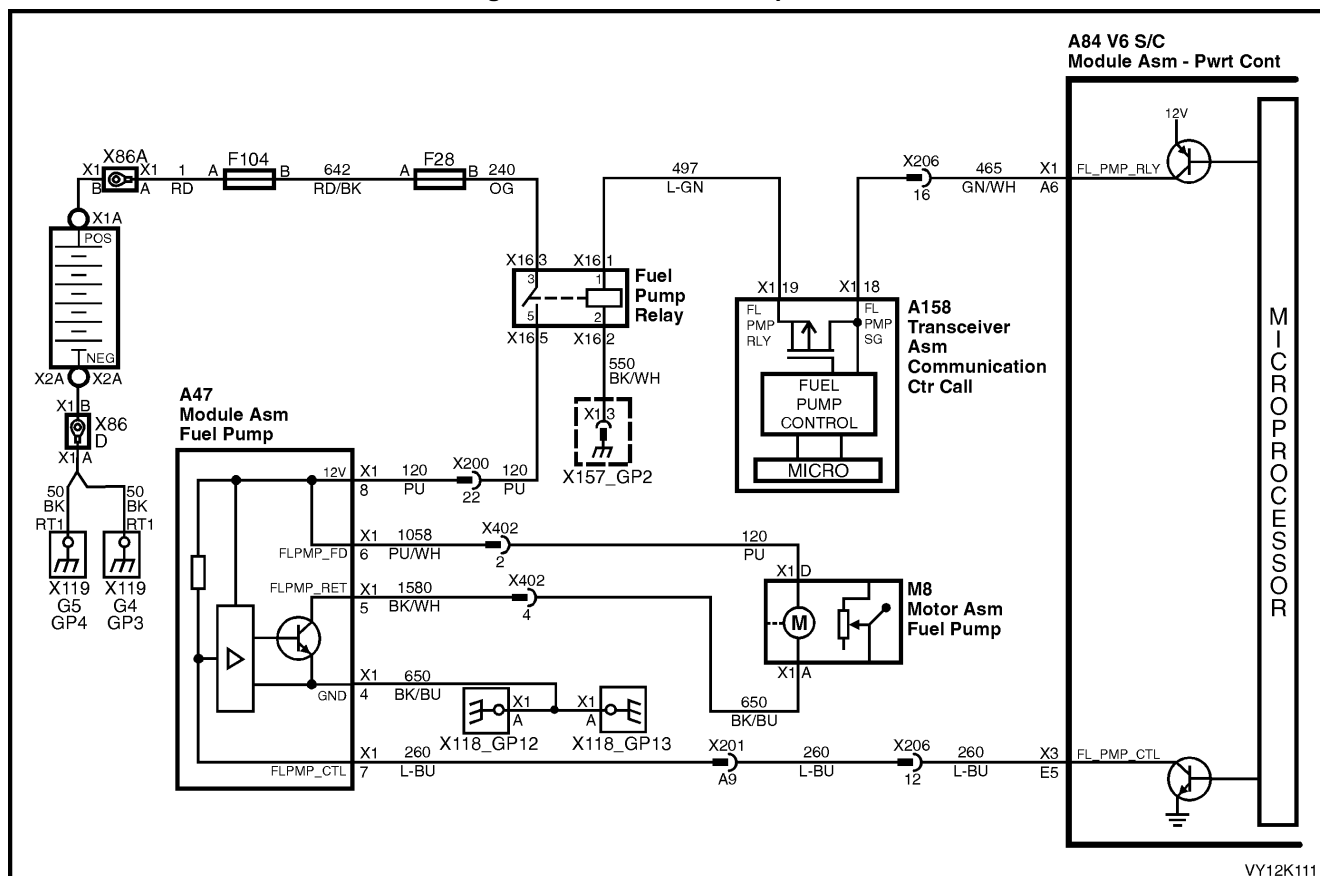 A84 V6 S/C
Module Asm - Pwrt Cont
12V
X86A
X1
B
X1
A
1
RD
A
F104
B
642
RD/BK
A
F28
B
240
OG
497
L-GN
X206
16
465
GN/WH
X1
A6
FL_PMP_RLY
X1A
POS
NEG
X2A
X2A
X1
B
X86
D
X1
A
50
BK
RT1
50
BK
RT1
X119
G5
GP4
X119
G4
GP3
X16
3
X16
1
3
1
5
2
Fuel
Pump
Relay
X16
5
X16
2
550
BK/WH
X1
3
X157_GP2
X1
19
X1
18
FL
PMP
RLY
FL
PMP
SG
A158
Transceiver
Asm
Communication
Ctr Call
FUEL
PUMP
CONTROL
MICRO
MICROPROCESSOR
A47
Module Asm
Fuel Pump
12V
X1
8
120
PU
X200
22
120
PU
FLPMP_FD
X1
6
1058
PU/WH
X402
2
120
PU
FLPMP_RET
X1
5
1580
BK/WH
X402
4
X1
D
M
M8
Motor Asm
Fuel Pump
X1
A
650
BK/BU
GND
X1
4
650
BK/BU
X1
A
X1
A
X118_GP12
X118_GP13
FLPMP_CTL
X1
7
260
L-BU
X201
A9
260
L-BU
X206
12
260
L-BU
X3
E5
FL_PMP_CTL
VY12K111